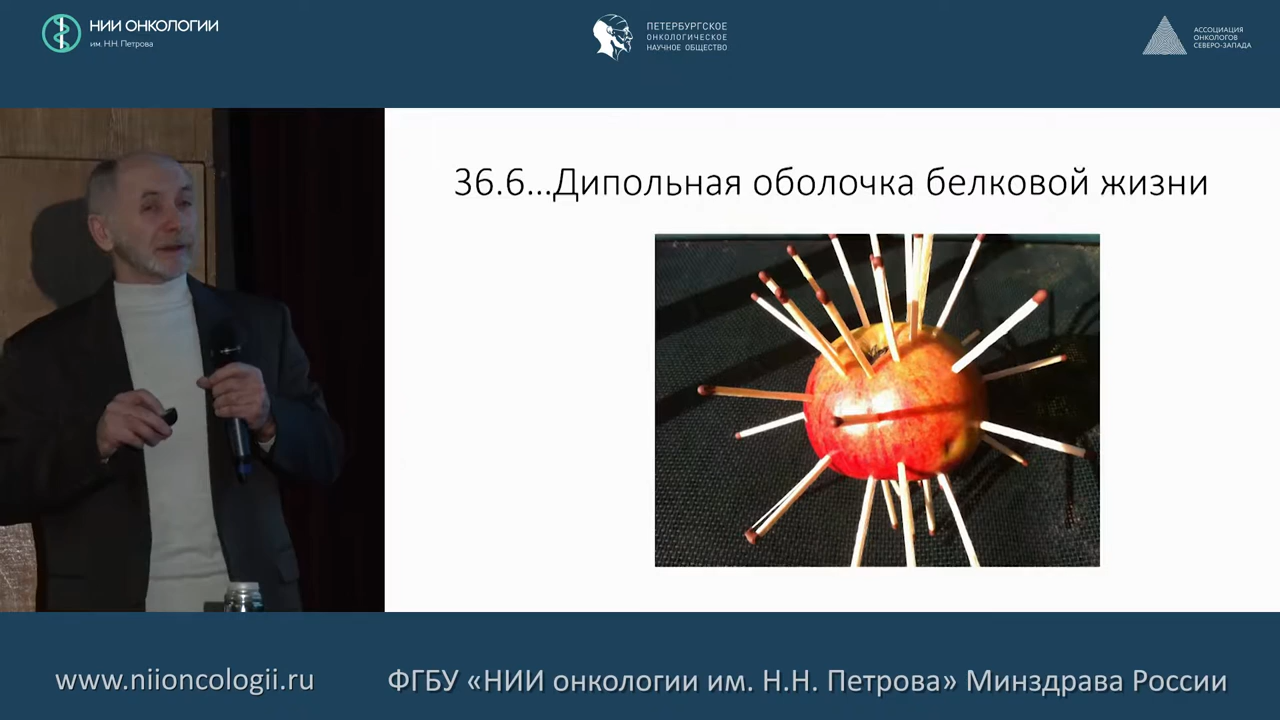 НИИ ОНКОЛОГИИ
им. Н.Н. Петрова
ПЕТЕРБУРГСКОЕ
ОНКОЛОГИЧЕСКОЕ
НАУЧНОЕ ОБЩЕСТВО
АССОЦИАЦИЯ
ОНКОЛОГОВ
СЕВЕРО-ЗАПАДА
36.6...Дипольная оболочка белковой жизни
www.niioncologii.ru
ФГБУ «НИИ онкологии им. Н.Н. Петрова» Минздрава России